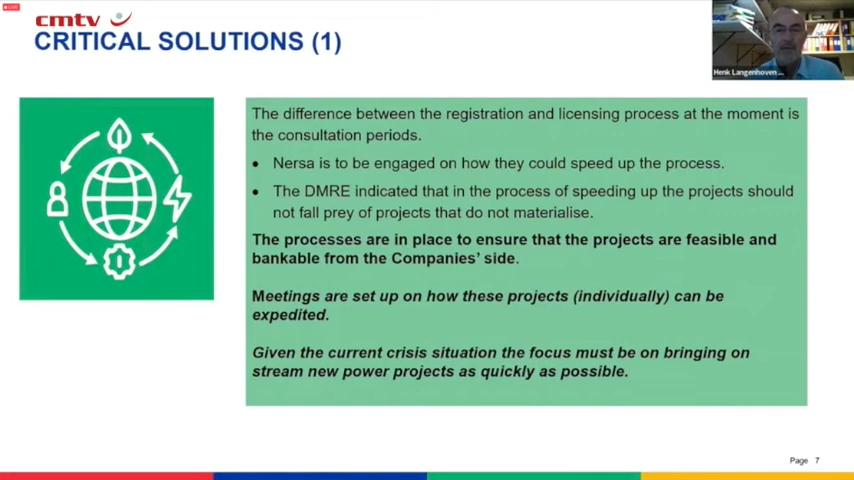 LIVE
cmtv
CRITICAL SOLUTIONS (1)
Henk Langenhoven ...
The difference between the registration and licensing process at the moment is
the consultation periods.
• Nersa is to be engaged on how they could speed up the process.
• The DMRE indicated that in the process of speeding up the projects should
not fall prey of projects that do not materialise.
The processes are in place to ensure that the projects are feasible and
bankable from the Companies' side.
Meetings are set up on how these projects (individually) can be
expedited.
Given the current crisis situation the focus must be on bringing on
stream new power projects as quickly as possible.
Page 7